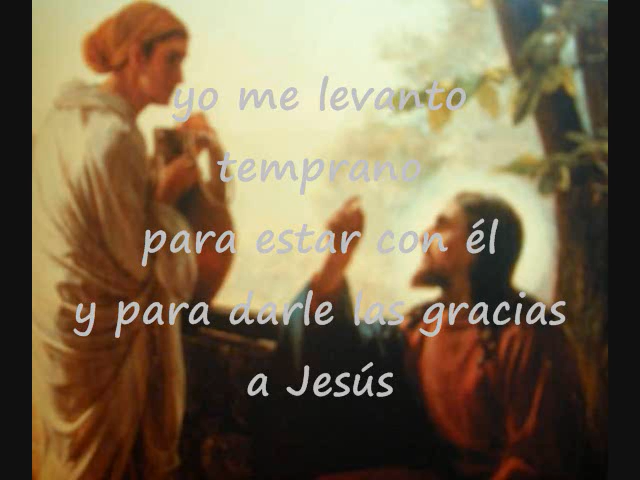 yo me levanto
temprano
para estar con él
y para darle las gracias
a Jesús